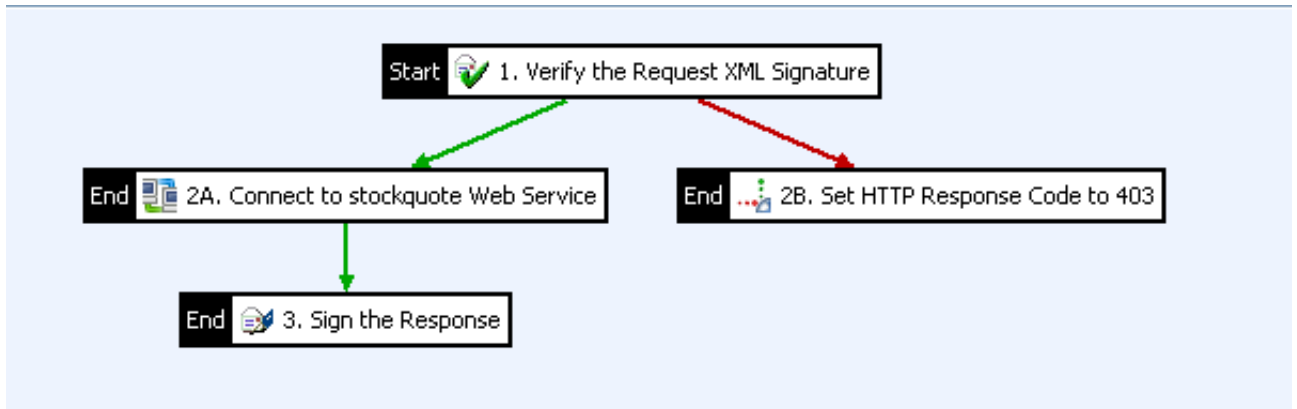 Start 1. Verify the Request XML Signature
End 2A. Connect to stockquote Web Service
End 2B. Set HTTP Response Code to 403
End 3. Sign the Response